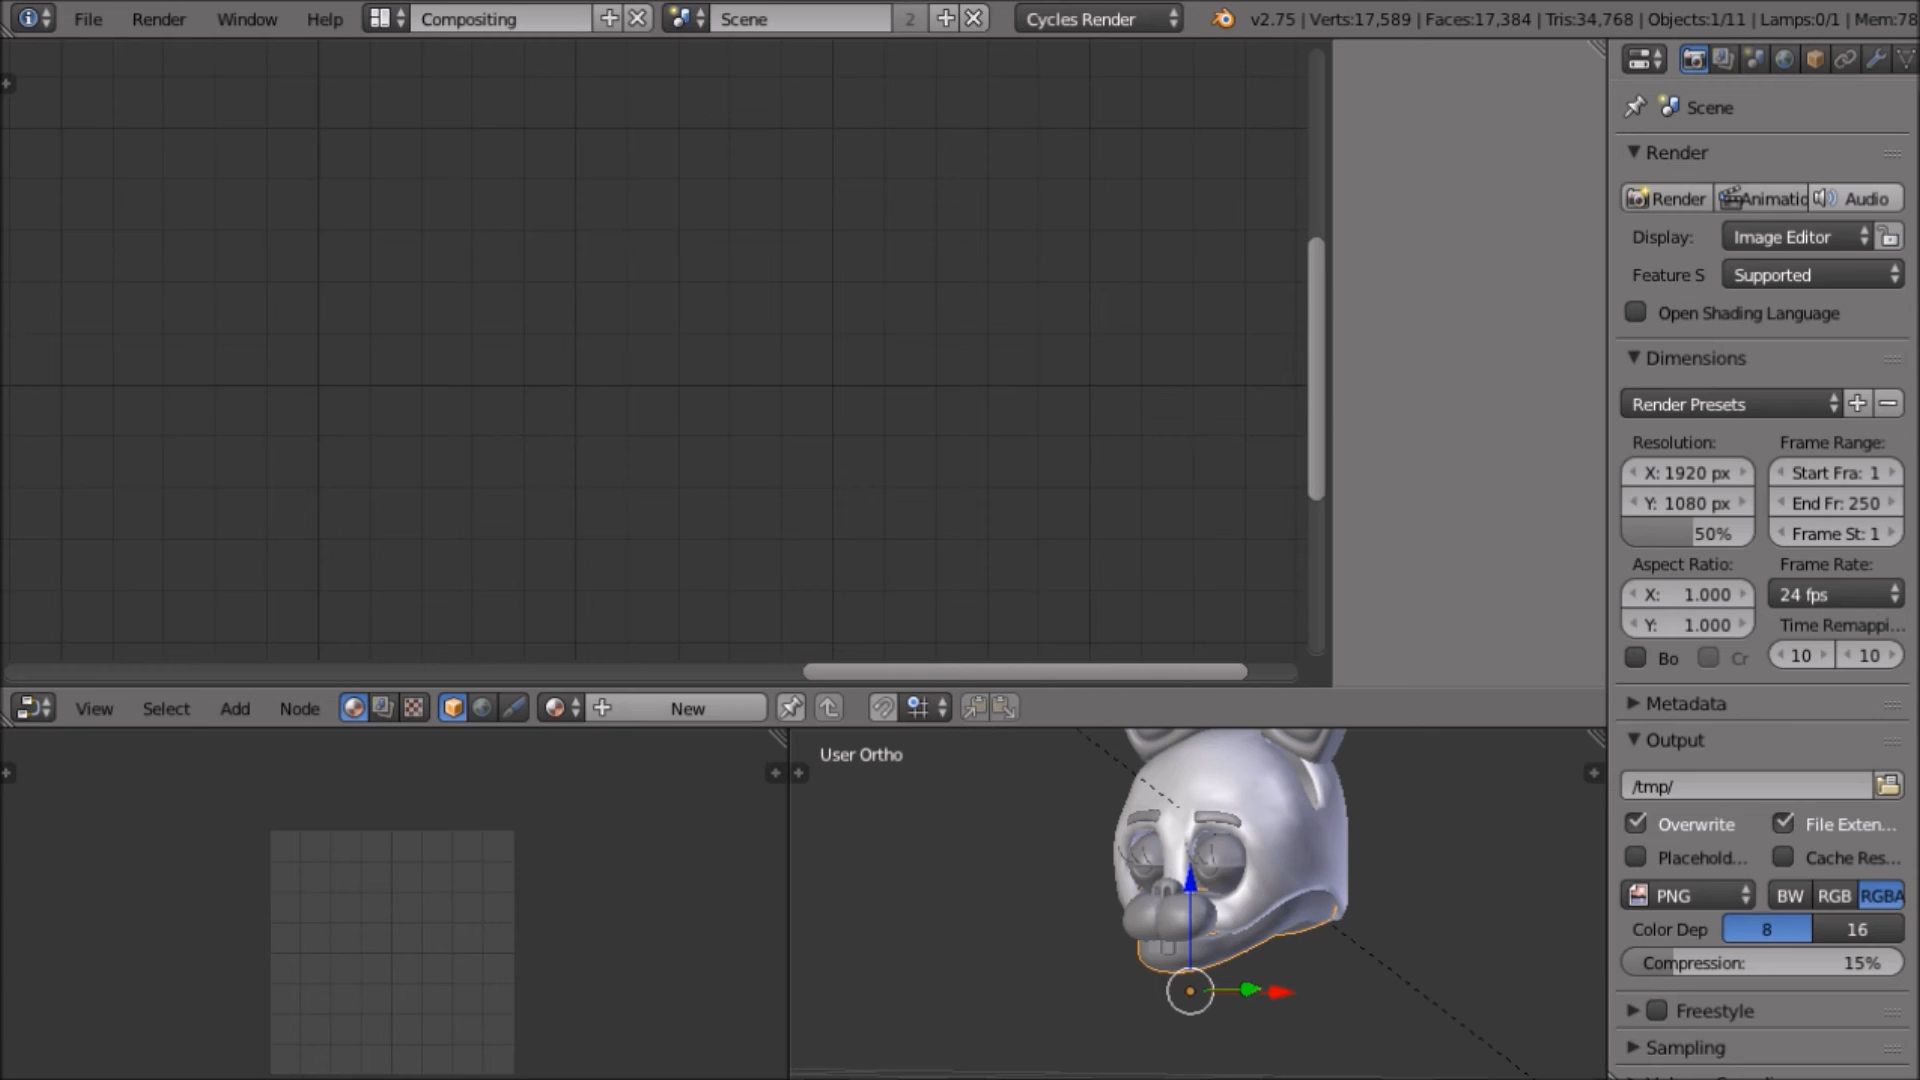 File Render Window Help Compositing Scene 2 Cycles Render v2.75 | Verts:17,589 | Faces:17,384 | Tris:34,768 | Objects:1/11 | Lamps:0/1 | Mem:78
Scene
Render
Render Animatic Audio
Display: Image Editor
Feature S Supported
Open Shading Language
Dimensions
Render Presets
Resolution: Frame Range:
X: 1920 px Start Fra: 1
Y: 1080 px End Fr: 250
50% Frame St: 1
Aspect Ratio: Frame Rate:
X: 1.000 24 fps
Y: 1.000 Time Remappi...
Bo Cr 10 10
Metadata
View Select Add Node New
Output
User Ortho
/tmp/
Overwrite File Exten...
Placehold... Cache Res...
PNG BW RGB RGBA
Color Dep 8 16
Compression: 15%
Freestyle
Sampling